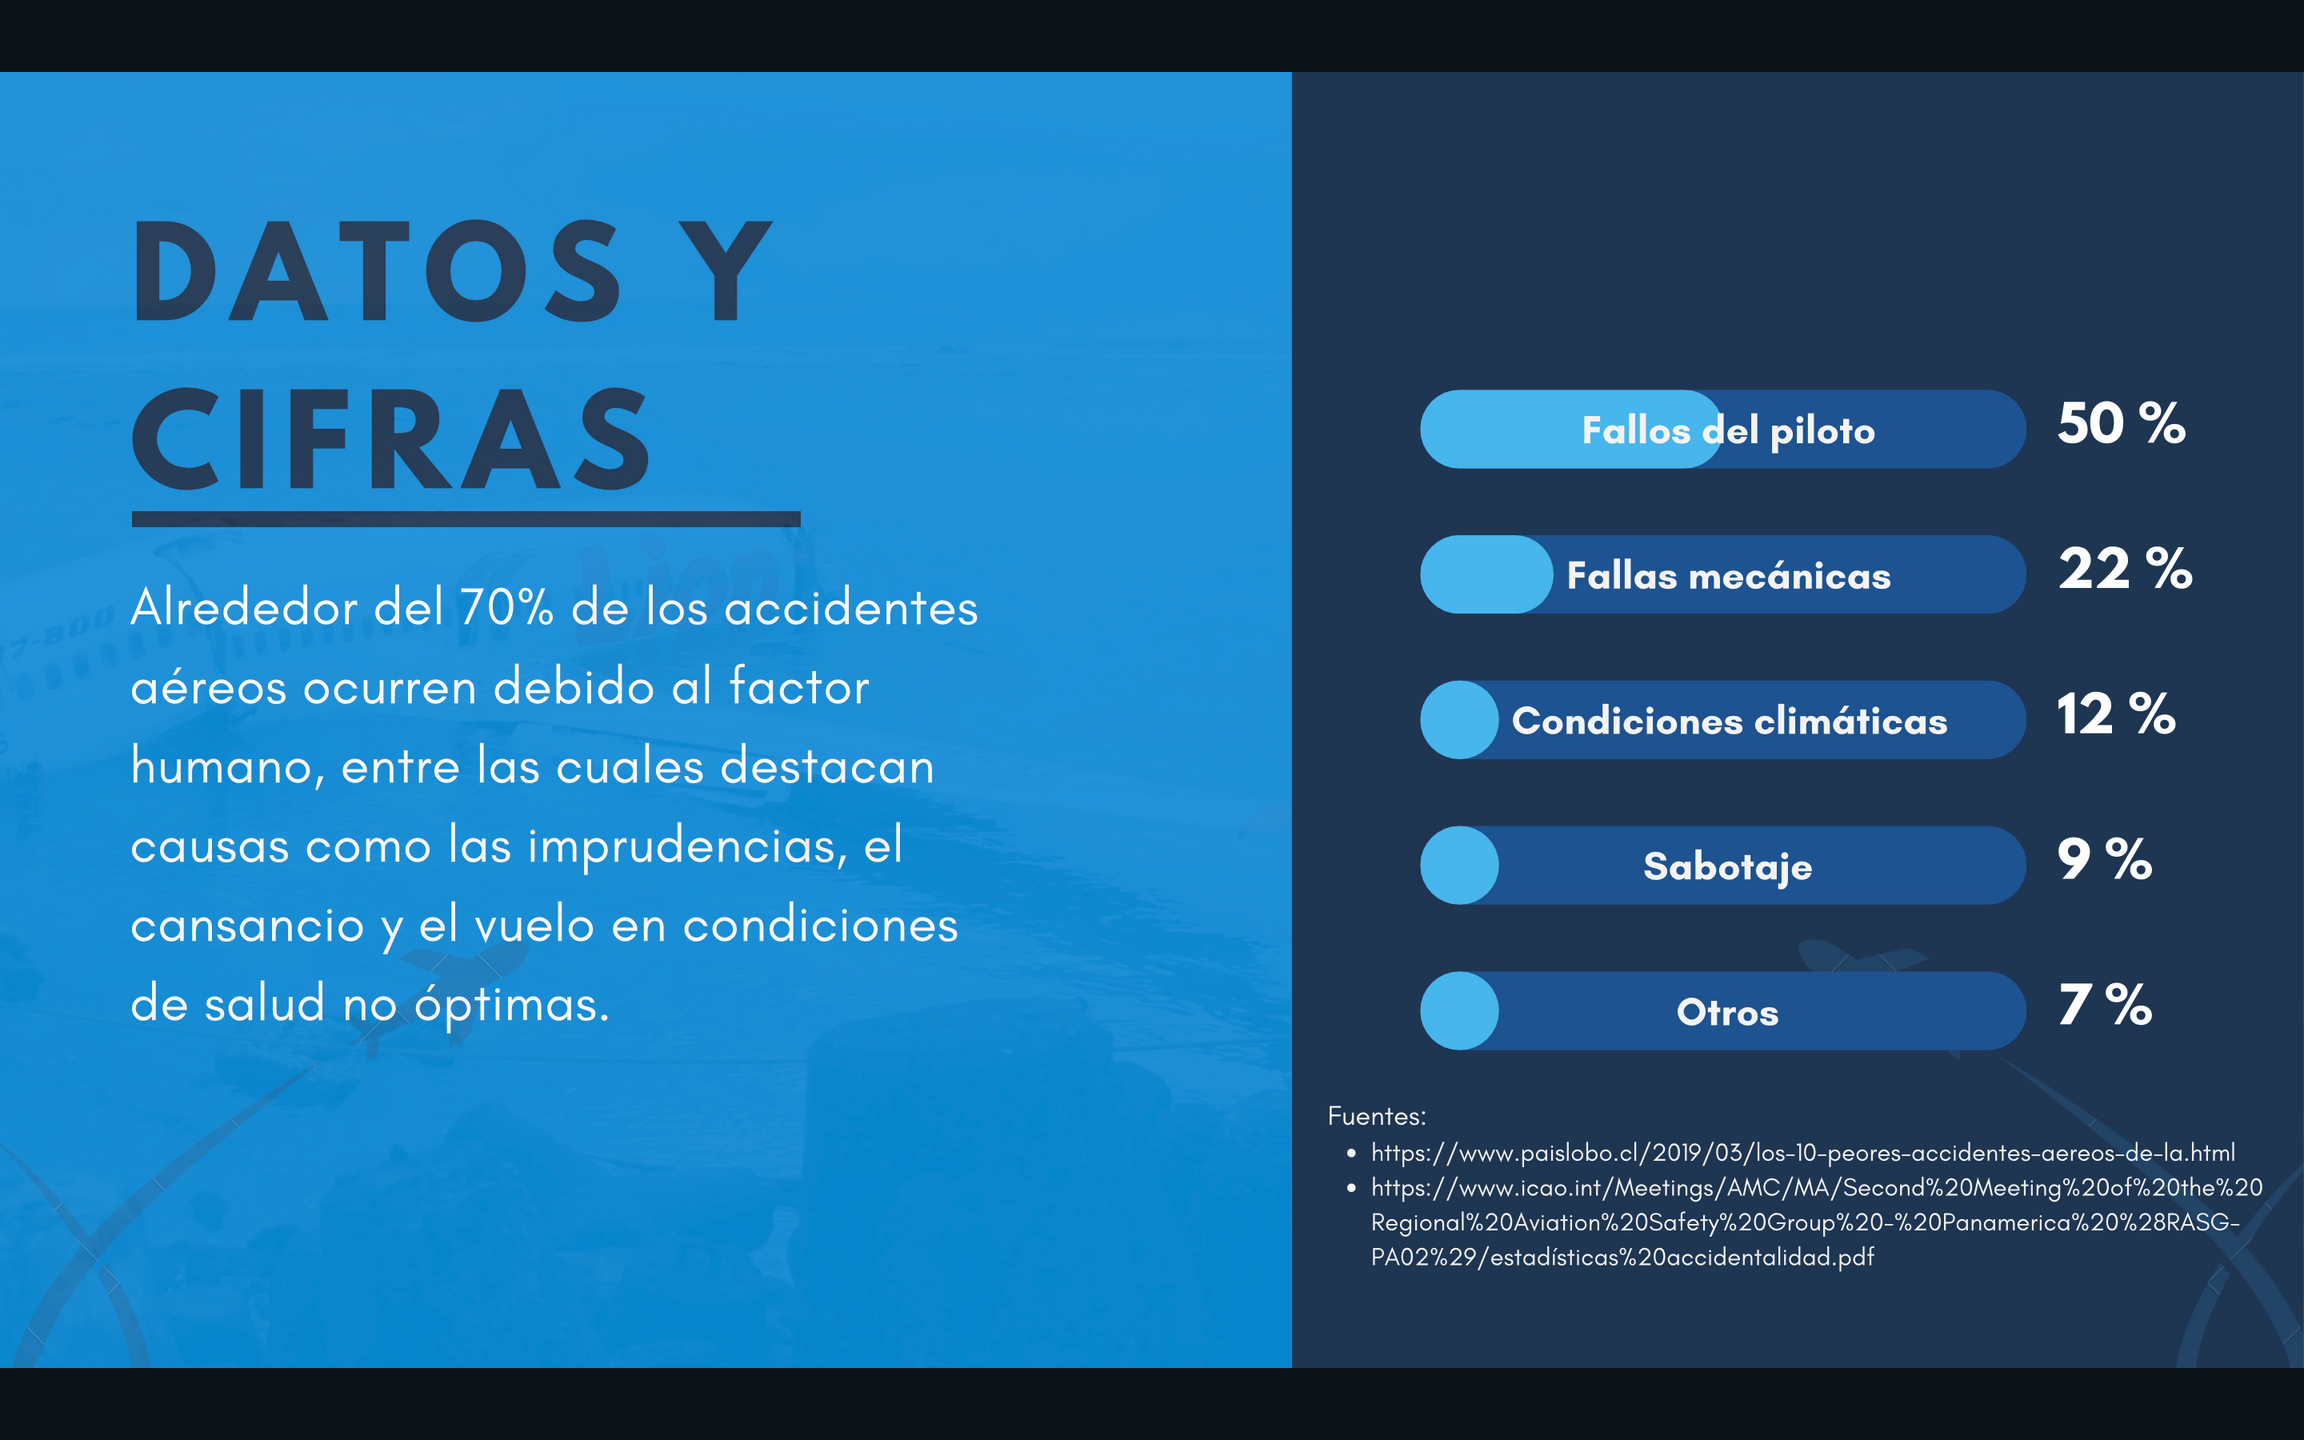 DATOS Y
CIFRAS
Alrededor del 70% de los accidentes
aéreos ocurren debido al factor
humano, entre las cuales destacan
causas como las imprudencias, el
cansancio y el vuelo en condiciones
de salud no óptimas.
Fallos del piloto 50 %
Fallas mecánicas 22 %
Condiciones climáticas 12 %
Sabotaje 9 %
Otros 7 %
Fuentes:
• https://www.paislobo.cl/2019/03/los-10-peores-accidentes-aereos-de-la.html
• https://www.icao.int/Meetings/AMC/MA/Second%20Meeting%20of%20the%20
Regional%20Aviation%20Safety%20Group%20-%20Panamerica%20%28RASG-
PA02%29/estadísticas%20accidentalidad.pdf
Lion
7-800